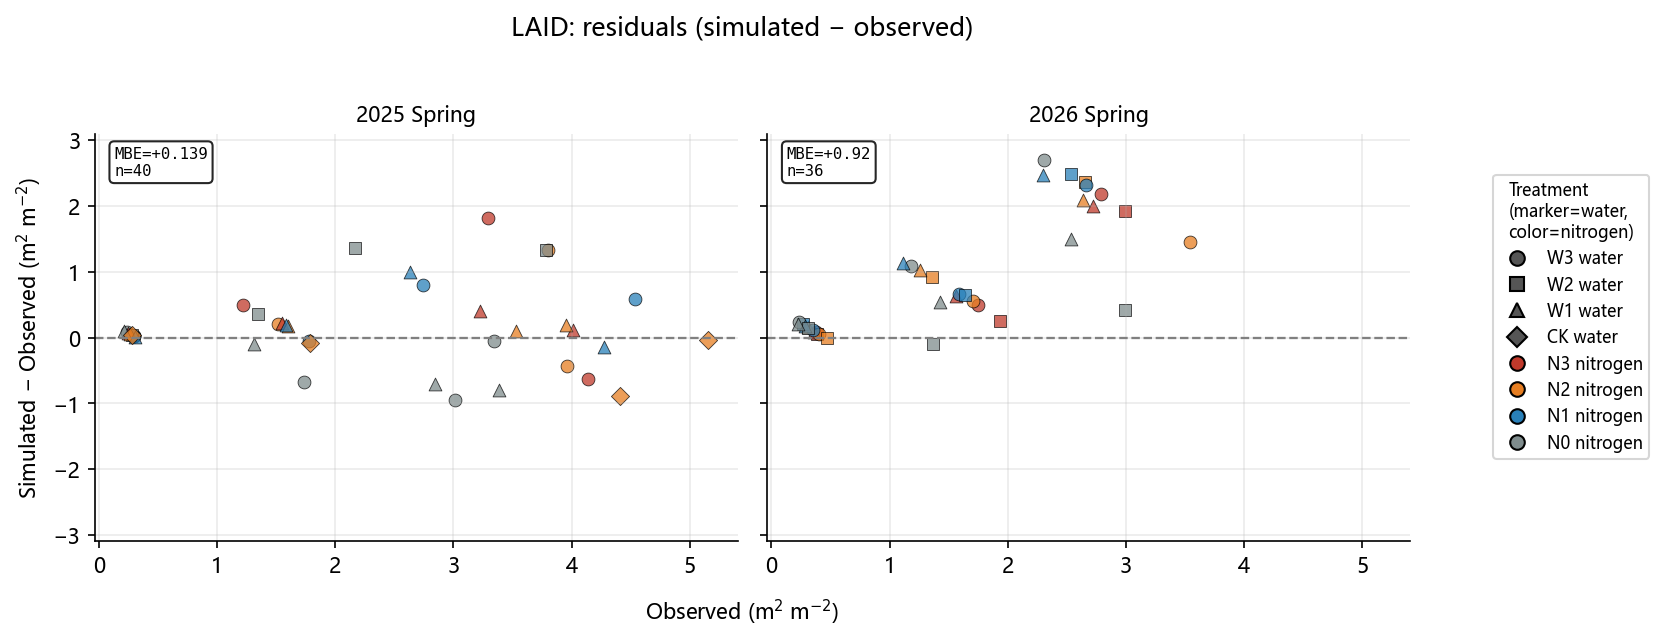 LAID: residuals (simulated − observed)
2025 Spring
2026 Spring
MBE=+0.139
n=40
MBE=+0.92
n=36
Simulated − Observed (m² m⁻²)
3
2
1
0
−1
−2
−3
0 1 2 3 4 5
0 1 2 3 4 5
Observed (m² m⁻²)
Treatment
(marker=water,
color=nitrogen)
W3 water
W2 water
W1 water
CK water
N3 nitrogen
N2 nitrogen
N1 nitrogen
N0 nitrogen